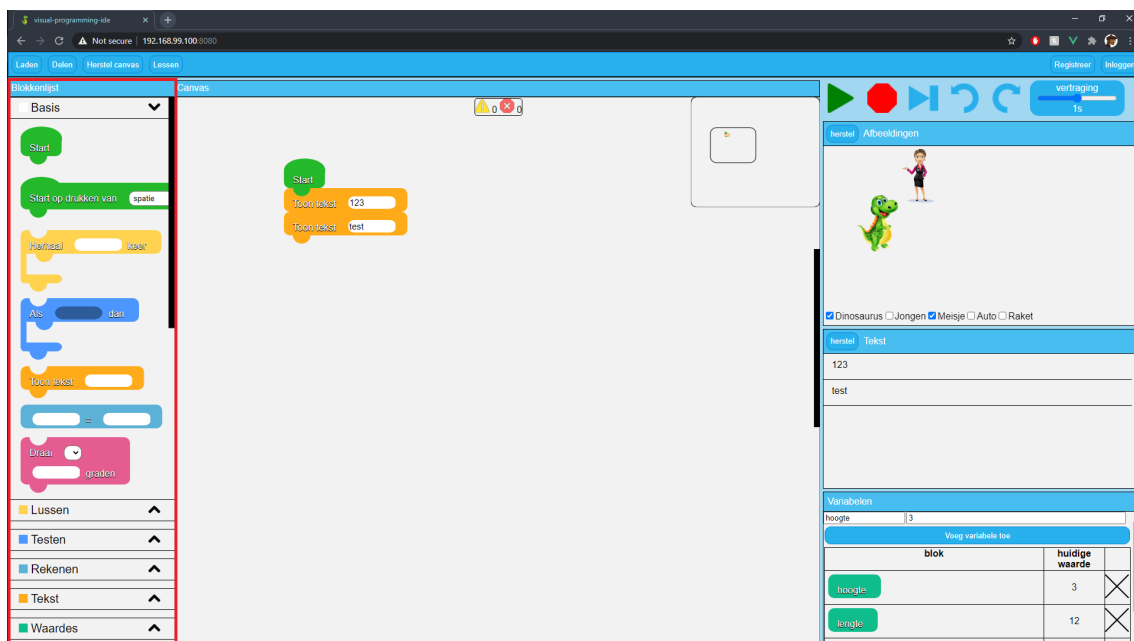 visual-programming-ide
Not secure 192.168.99.100:8080
Laden Delen Herstel canvas Lessen Registreer Inloggen
Blokkenlijst
Basis
Start
Start op drukken van spatie
Herhaal keer
Als dan
Toon tekst
=
Draai
graden
Lussen
Testen
Rekenen
Tekst
Waardes
Canvas
0 0
Start
Toon tekst 123
Toon tekst test
vertraging
1s
herstel Afbeeldingen
Dinosaurus Jongen Meisje Auto Raket
herstel Tekst
123
test
Variabelen
hoogte 3
Voeg variabele toe
blok huidige waarde
hoogte 3
lengte 12